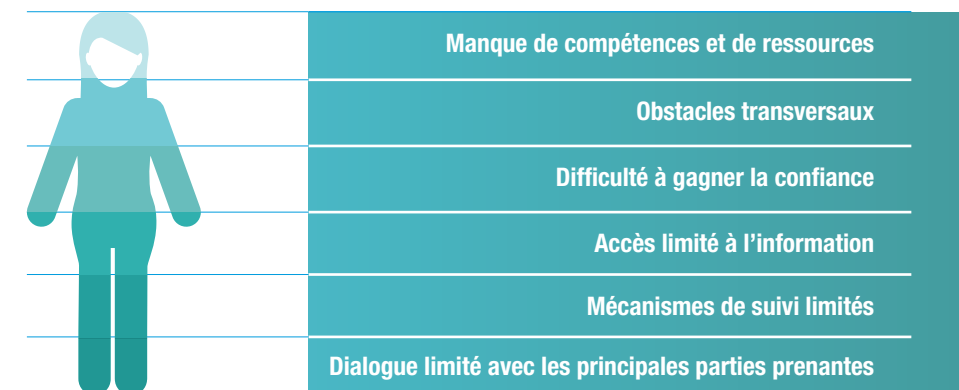 Manque de compétences et de ressources
Obstacles transversaux
Difficulté à gagner la confiance
Accès limité à l’information
Mécanismes de suivi limités
Dialogue limité avec les principales parties prenantes